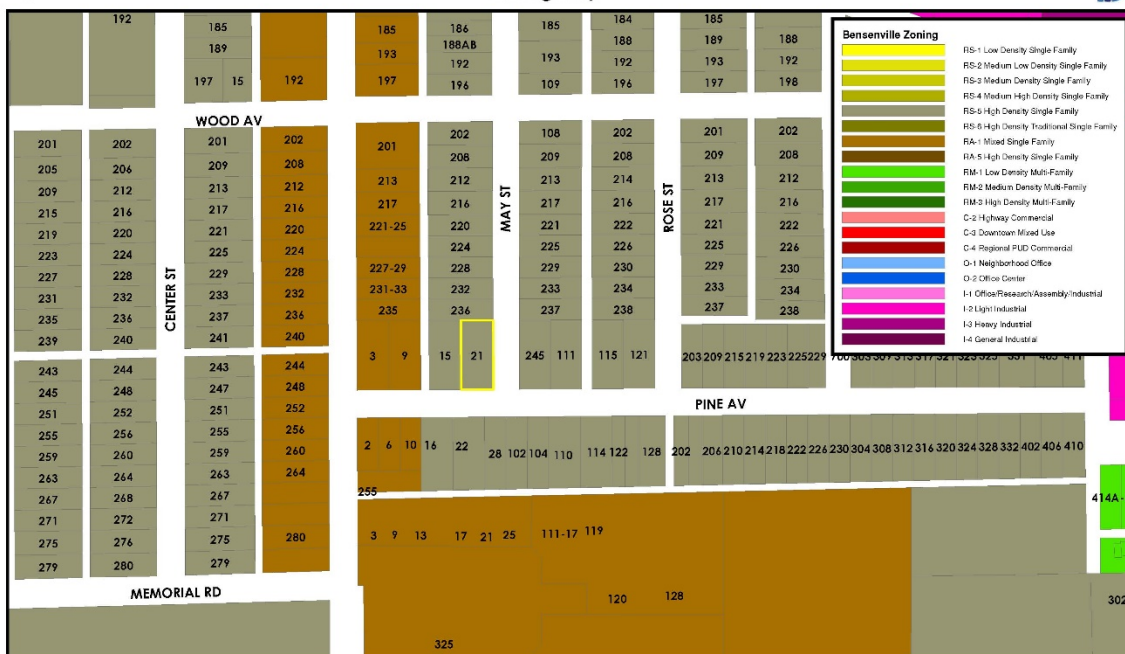 192 185 185 186 185 184 185
189 193 188AB 193 188 189 188
192 192 193 192
197 15 192 197 196 109 196 197 198
WOOD AV
201 202 201 202 201 202 108 202 201 202
205 206 209 208 208 209 208 209 208
209 212 213 212 213 212 213 214 213 212
215 216 217 216 217 216 217 216 217 216
219 220 221 220 221-25 220 221 222 221 222
223 224 225 224 224 225 226 225 226
227 228 229 228 227-29 228 229 230 229 230
231 232 233 232 231-33 232 233 234 233 234
235 236 237 236 235 236 237 238 237 238
239 240 241 240
CENTER ST
MAY ST
ROSE ST
3 9 15 21 245 111 115 121 203 209 215 219 223 225 229
243 244 243 244
245 248 247 248
251 252 251 252
255 256 255 256
259 260 259 260
263 264 263 264
267 268 267
271 272 271
275 276 275 280
279 280 279
PINE AV
2 6 10 16 22 28 102 104 110 114 122 128 202 206 210 214 218 222 226 230 304 308 312 316 320 324 328 332 402 406 410
255
3 9 13 17 21 25 111-17 119
414A-
MEMORIAL RD
120 128
302
325
Bensenville Zoning
RS-1 Low Density Single Family
RS-2 Medium Low Density Single Family
RS-3 Medium Density Single Family
RS-4 Medium High Density Single Family
RS-5 High Density Single Family
RS-6 High Density Traditional Single Family
RA-1 Mixed Single Family
RA-5 High Density Single Family
RM-1 Low Density Multi-Family
RM-2 Medium Density Multi-Family
RM-3 High Density Multi-Family
C-2 Highway Commercial
C-3 Downtown Mixed Use
C-4 Regional PUD Commercial
O-1 Neighborhood Office
O-2 Office Center
I-1 Office/Research/Assembly/Industrial
I-2 Light Industrial
I-3 Heavy Industrial
I-4 General Industrial